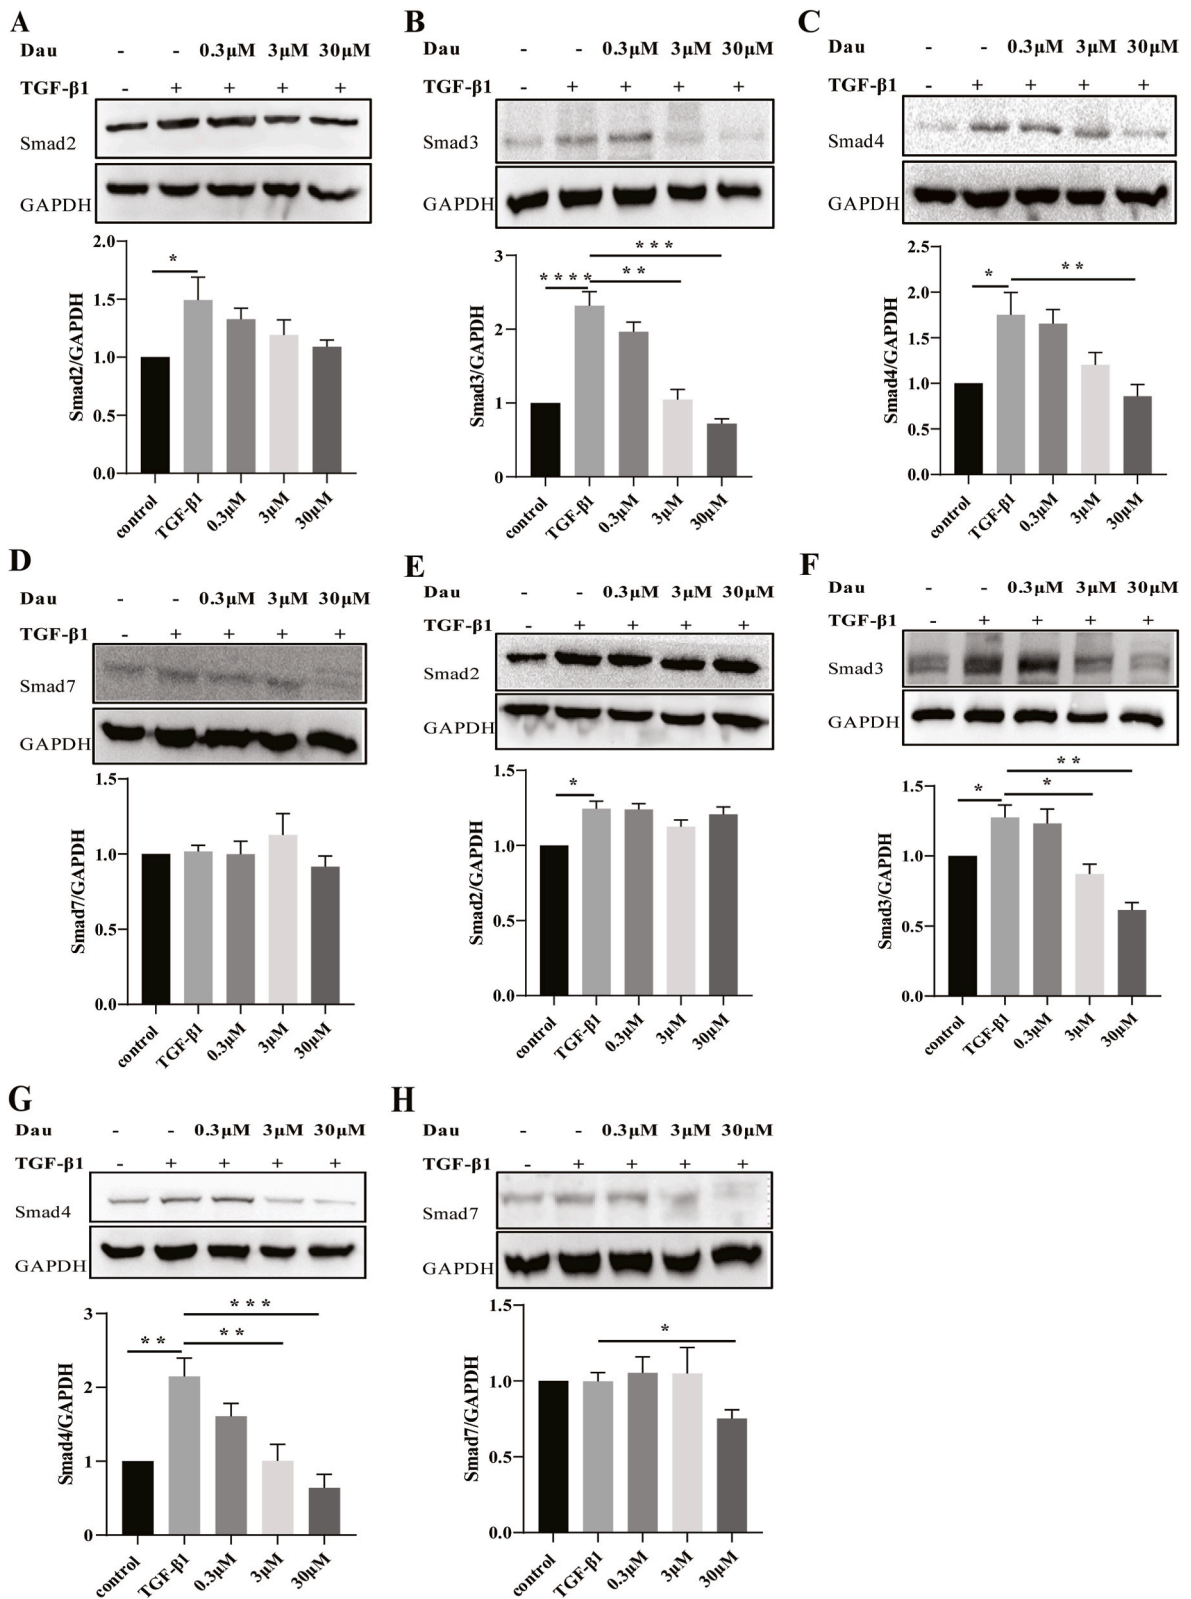 A
Dau - - 0.3μM 3μM 30μM
TGF-β1 - + + + +
Smad2
GAPDH
*
2.0
1.5
1.0
0.5
0.0
Smad2/GAPDH
control TGF-β1 0.3μM 3μM 30μM
B
Dau - - 0.3μM 3μM 30μM
TGF-β1 - + + + +
Smad3
GAPDH
***
**** **
3
2
1
0
Smad3/GAPDH
control TGF-β1 0.3μM 3μM 30μM
C
Dau - - 0.3μM 3μM 30μM
TGF-β1 - + + + +
Smad4
GAPDH
* **
2.5
2.0
1.5
1.0
0.5
0.0
Smad4/GAPDH
control TGF-β1 0.3μM 3μM 30μM
D
Dau - - 0.3μM 3μM 30μM
TGF-β1 - + + + +
Smad7
GAPDH
1.5
1.0
0.5
0.0
Smad7/GAPDH
control TGF-β1 0.3μM 3μM 30μM
E
Dau - - 0.3μM 3μM 30μM
TGF-β1 - + + + +
Smad2
GAPDH
*
1.5
1.0
0.5
0.0
Smad2/GAPDH
control TGF-β1 0.3μM 3μM 30μM
F
Dau - - 0.3μM 3μM 30μM
TGF-β1 - + + + +
Smad3
GAPDH
**
* *
1.5
1.0
0.5
0.0
Smad3/GAPDH
control TGF-β1 0.3μM 3μM 30μM
G
Dau - - 0.3μM 3μM 30μM
TGF-β1 - + + + +
Smad4
GAPDH
***
** **
3
2
1
0
Smad4/GAPDH
control TGF-β1 0.3μM 3μM 30μM
H
Dau - - 0.3μM 3μM 30μM
TGF-β1 - + + + +
Smad7
GAPDH
*
1.5
1.0
0.5
0.0
Smad7/GAPDH
control TGF-β1 0.3μM 3μM 30μM